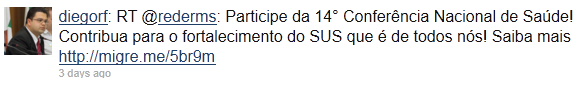 diegorf: RT @rederms: Participe da 14° Conferência Nacional de Saúde!
Contribua para o fortalecimento do SUS que é de todos nós! Saiba mais
http://migre.me/5br9m
3 days ago